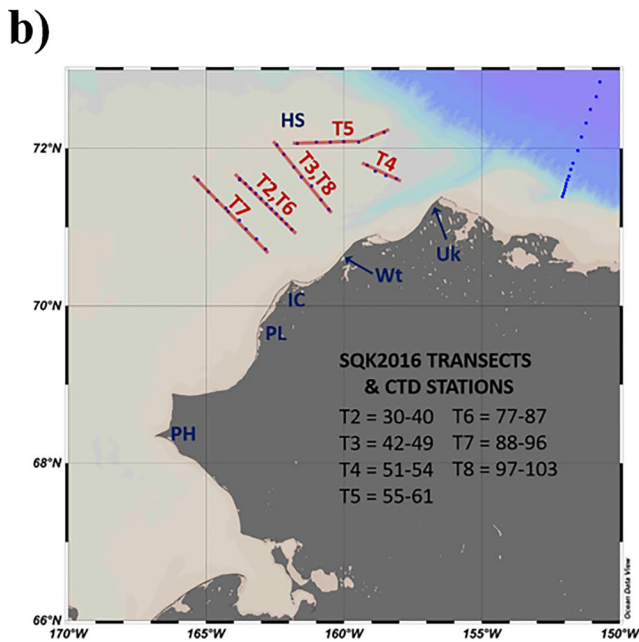 b)
HS
T5
72°N
T3,T8
T4
T2,T6
T7
Uk
Wt
70°N
IC
PL
SQK2016 TRANSECTS
& CTD STATIONS
T2 = 30-40 T6 = 77-87
PH
T3 = 42-49 T7 = 88-96
68°N
T4 = 51-54 T8 = 97-103
T5 = 55-61
Ocean Data View
66°N
170°W 165°W 160°W 155°W 150°W